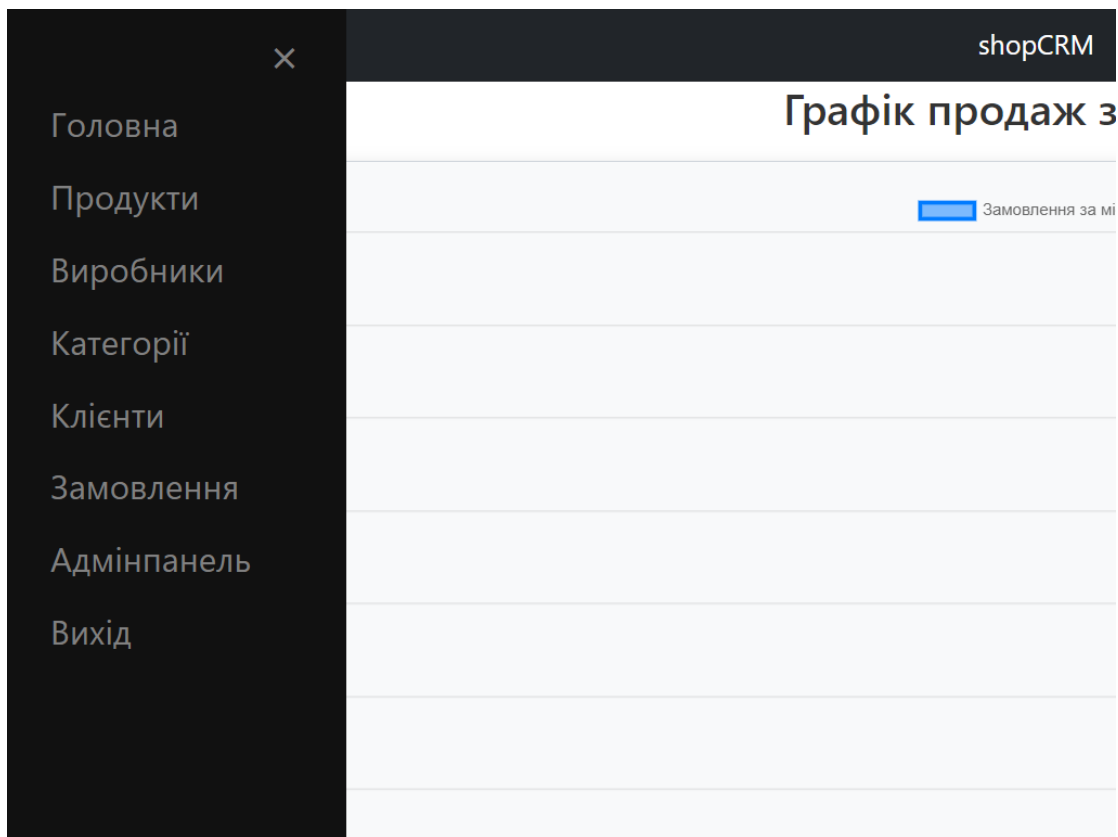 ×
shopCRM
Головна
Продукти
Виробники
Категорії
Клієнти
Замовлення
Адмінпанель
Вихід
Графік продаж з
Замовлення за мі